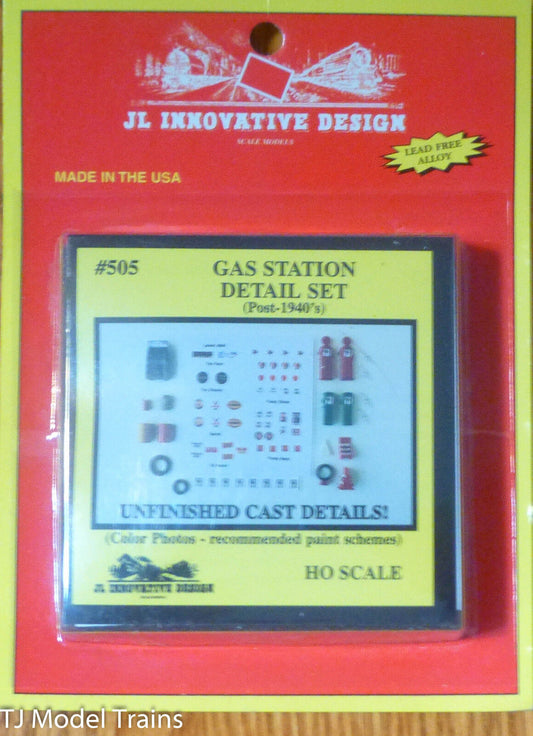 JL INNOVATIVE DESIGN
SCALE MODELS
LEAD FREE
ALLOY
MADE IN THE USA
#505
GAS STATION
DETAIL SET
(Post-1940's)
UNFINISHED CAST DETAILS!
(Color Photos - recommended paint schemes)
JL INNOVATIVE DESIGN
HO SCALE
TJ Model Trains